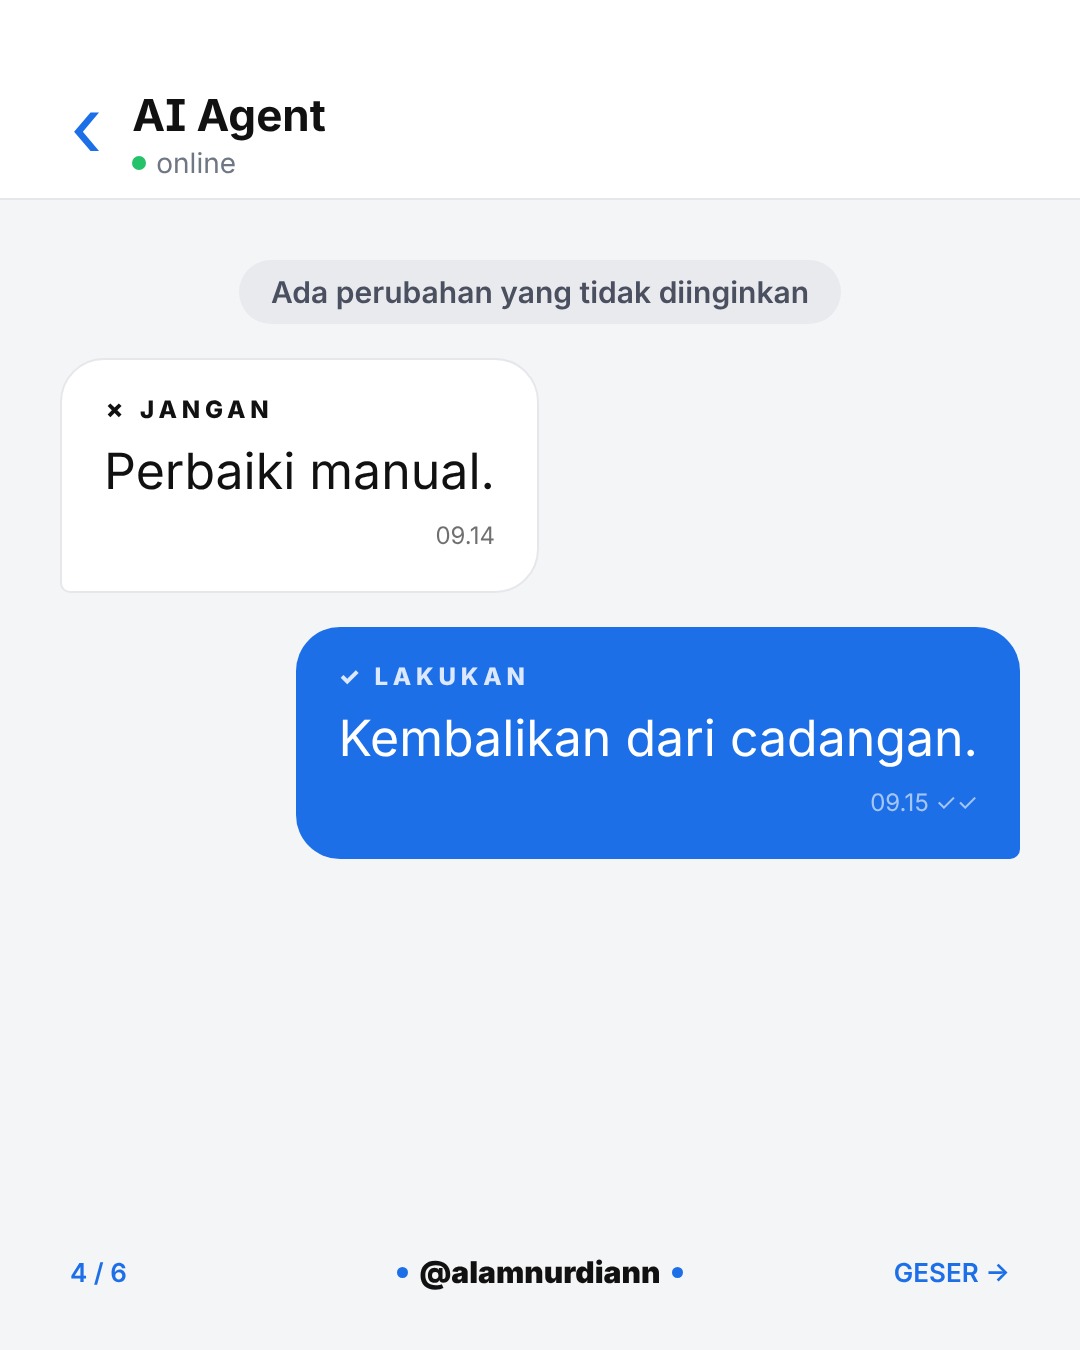 AI Agent
online
Ada perubahan yang tidak diinginkan
× JANGAN
Perbaiki manual.
09.14
✓ LAKUKAN
Kembalikan dari cadangan.
09.15 ✓✓
4 / 6
• @alamnurdiann •
GESER →